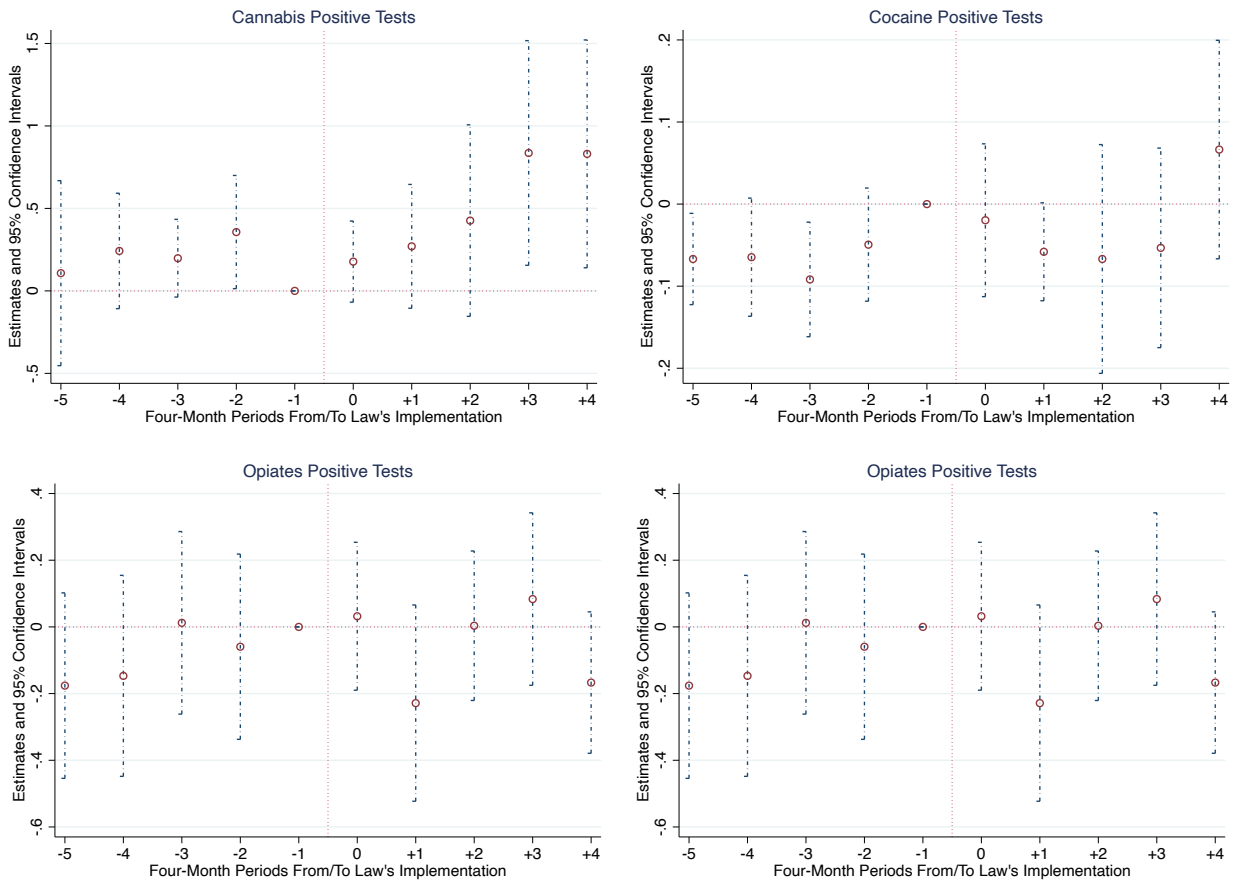 Cannabis Positive Tests
Estimates and 95% Confidence Intervals
1.5
1
.5
0
-.5
-5 -4 -3 -2 -1 0 +1 +2 +3 +4
Four-Month Periods From/To Law's Implementation
Cocaine Positive Tests
Estimates and 95% Confidence Intervals
.2
.1
0
-.1
-.2
-5 -4 -3 -2 -1 0 +1 +2 +3 +4
Four-Month Periods From/To Law's Implementation
Opiates Positive Tests
Estimates and 95% Confidence Intervals
.4
.2
0
-.2
-.4
-.6
-5 -4 -3 -2 -1 0 +1 +2 +3 +4
Four-Month Periods From/To Law's Implementation
Opiates Positive Tests
Estimates and 95% Confidence Intervals
.4
.2
0
-.2
-.4
-.6
-5 -4 -3 -2 -1 0 +1 +2 +3 +4
Four-Month Periods From/To Law's Implementation